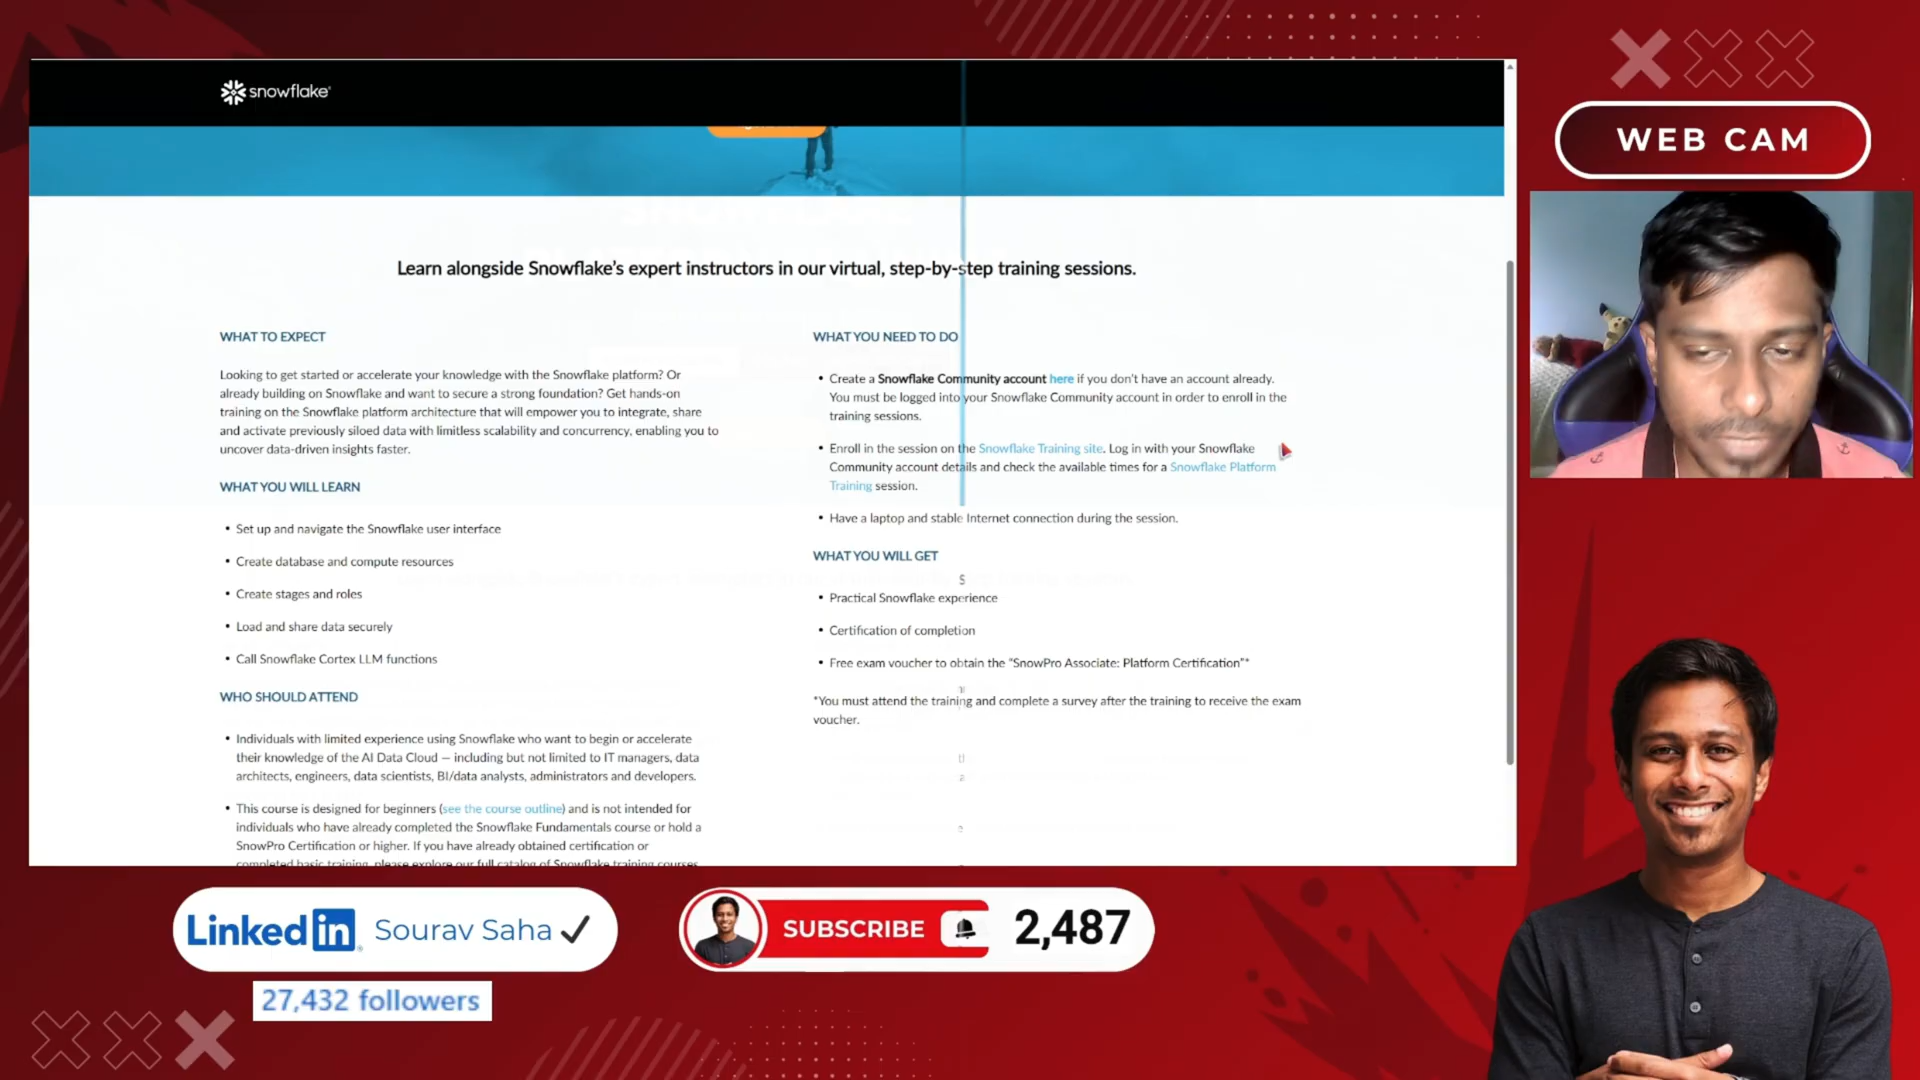 snowflake
Learn alongside Snowflake's expert instructors in our virtual, step-by-step training sessions.
WHAT TO EXPECT
Looking to get started or accelerate your knowledge with the Snowflake platform? Or
already building on Snowflake and want to secure a strong foundation? Get hands-on
training on the Snowflake platform architecture that will empower you to integrate, share
and activate previously siloed data with limitless scalability and concurrency, enabling you to
uncover data-driven insights faster.
WHAT YOU WILL LEARN
• Set up and navigate the Snowflake user interface
• Create database and compute resources
• Create stages and roles
• Load and share data securely
• Call Snowflake Cortex LLM functions
WHO SHOULD ATTEND
• Individuals with limited experience using Snowflake who want to begin or accelerate
their knowledge of the AI Data Cloud — including but not limited to IT managers, data
architects, engineers, data scientists, BI/data analysts, administrators and developers.
• This course is designed for beginners (see the course outline) and is not intended for
individuals who have already completed the Snowflake Fundamentals course or hold a
SnowPro Certification or higher. If you have already obtained certification or
completed basic training, please explore our full catalog of Snowflake training courses
WHAT YOU NEED TO DO
• Create a Snowflake Community account here if you don't have an account already.
You must be logged into your Snowflake Community account in order to enroll in the
training sessions.
• Enroll in the session on the Snowflake Training site. Log in with your Snowflake
Community account details and check the available times for a Snowflake Platform
Training session.
• Have a laptop and stable Internet connection during the session.
WHAT YOU WILL GET
• Practical Snowflake experience
• Certification of completion
• Free exam voucher to obtain the "SnowPro Associate: Platform Certification"*
*You must attend the training and complete a survey after the training to receive the exam
voucher.
WEB CAM
Linkedin Sourav Saha
27,432 followers
SUBSCRIBE
2,487